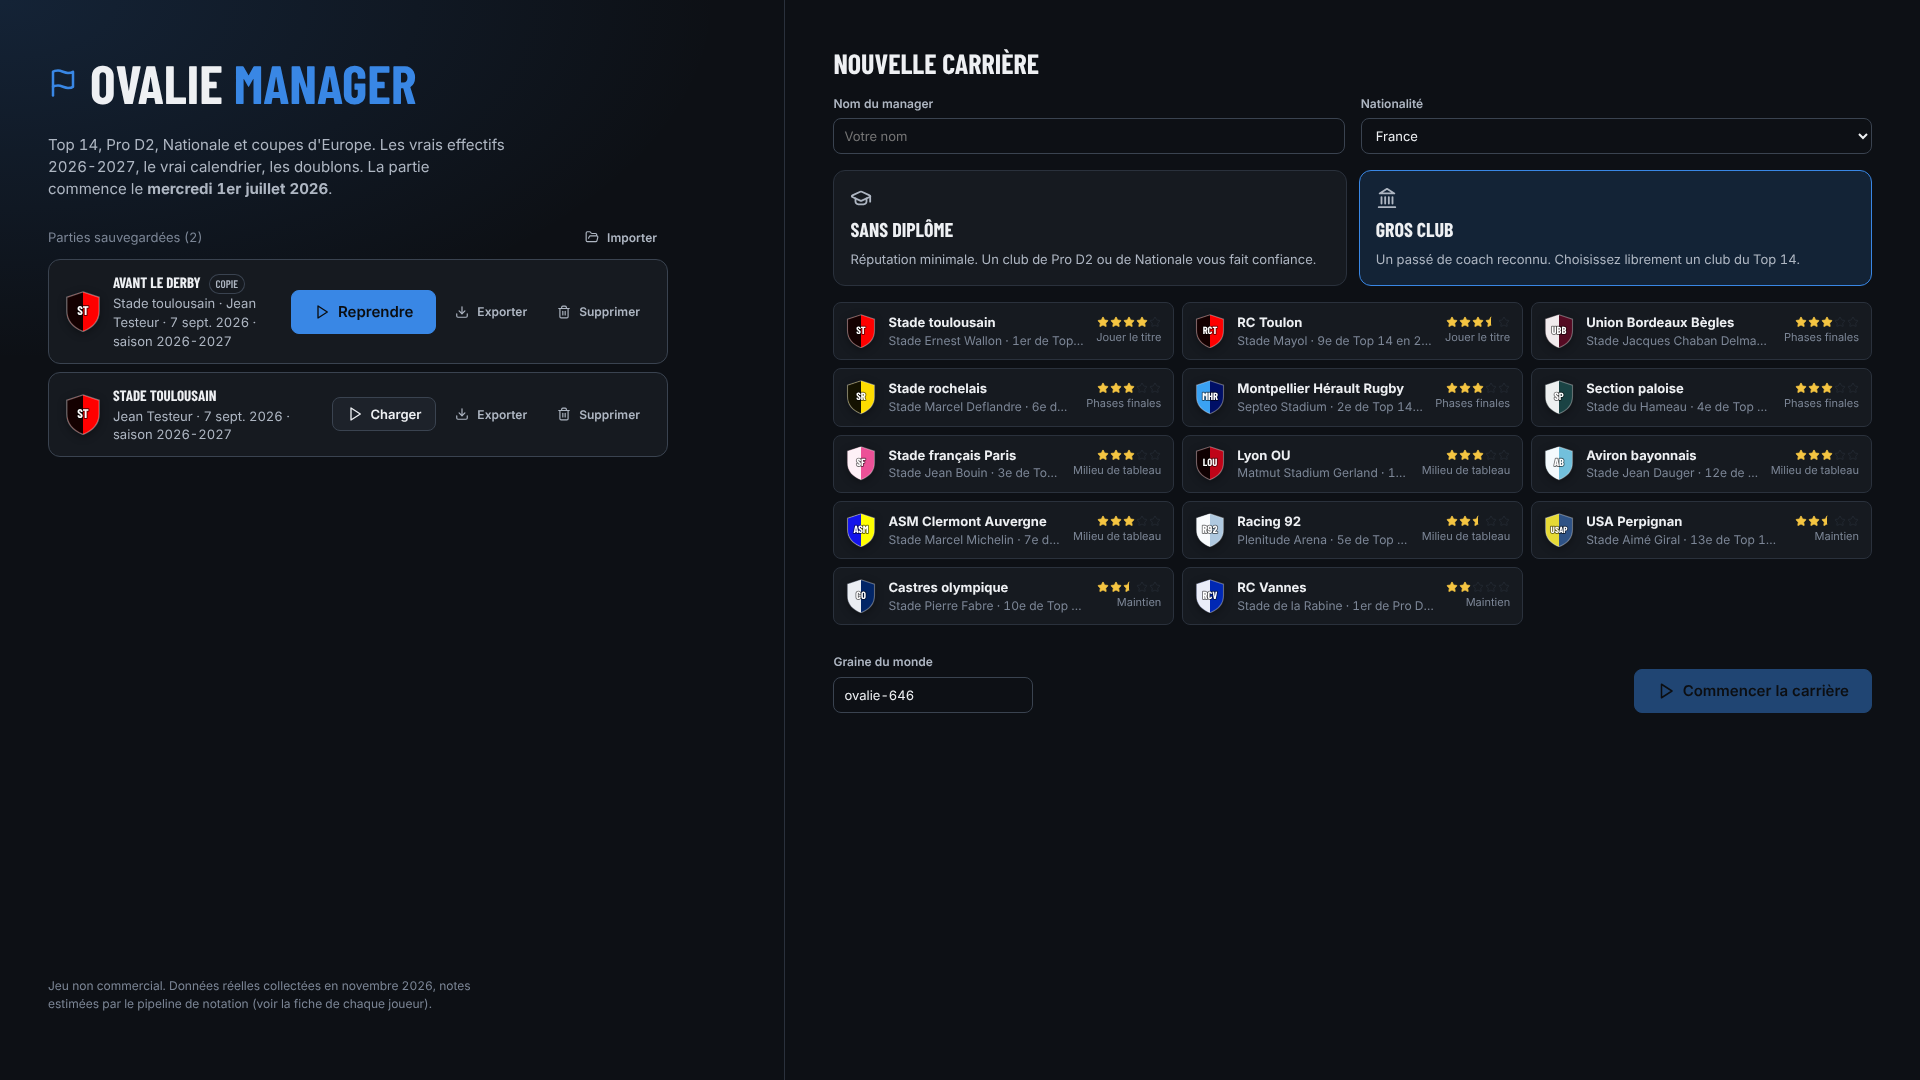 OVALIE MANAGER
Top 14, Pro D2, Nationale et coupes d'Europe. Les vrais effectifs
2026-2027, le vrai calendrier, les doublons. La partie
commence le mercredi 1er juillet 2026.
Parties sauvegardées (2)
Importer
ST
AVANT LE DERBY COPIE
Stade toulousain · Jean
Testeur · 7 sept. 2026 ·
saison 2026-2027
Reprendre
Exporter
Supprimer
ST
STADE TOULOUSAIN
Jean Testeur · 7 sept. 2026 ·
saison 2026-2027
Charger
Exporter
Supprimer
Jeu non commercial. Données réelles collectées en novembre 2026, notes
estimées par le pipeline de notation (voir la fiche de chaque joueur).
NOUVELLE CARRIÈRE
Nom du manager
Votre nom
Nationalité
France
SANS DIPLÔME
Réputation minimale. Un club de Pro D2 ou de Nationale vous fait confiance.
GROS CLUB
Un passé de coach reconnu. Choisissez librement un club du Top 14.
ST
Stade toulousain
Stade Ernest Wallon · 1er de Top...
Jouer le titre
RCT
RC Toulon
Stade Mayol · 9e de Top 14 en 2...
Jouer le titre
UBB
Union Bordeaux Bègles
Stade Jacques Chaban Delma...
Phases finales
SR
Stade rochelais
Stade Marcel Deflandre · 6e d...
Phases finales
MHR
Montpellier Hérault Rugby
Septeo Stadium · 2e de Top 14...
Phases finales
SP
Section paloise
Stade du Hameau · 4e de Top ...
Phases finales
SF
Stade français Paris
Stade Jean Bouin · 3e de To...
Milieu de tableau
LOU
Lyon OU
Matmut Stadium Gerland · 1...
Milieu de tableau
AB
Aviron bayonnais
Stade Jean Dauger · 12e de ...
Milieu de tableau
ASM
ASM Clermont Auvergne
Stade Marcel Michelin · 7e d...
Milieu de tableau
R92
Racing 92
Plenitude Arena · 5e de Top ...
Milieu de tableau
USAP
USA Perpignan
Stade Aimé Giral · 13e de Top 1...
Maintien
CO
Castres olympique
Stade Pierre Fabre · 10e de Top ...
Maintien
RCV
RC Vannes
Stade de la Rabine · 1er de Pro D...
Maintien
Graine du monde
ovalie-646
Commencer la carrière